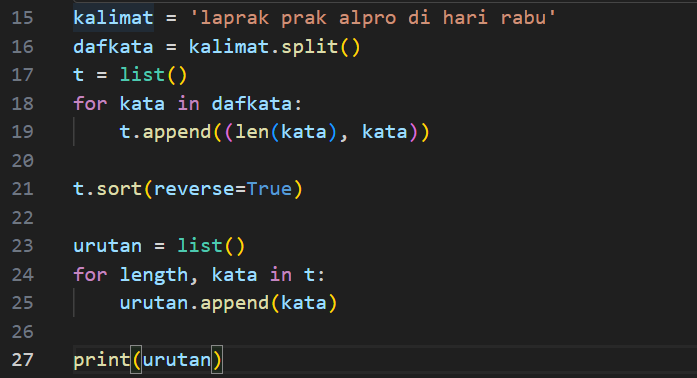 15 kalimat = 'laprak prak alpro di hari rabu'
16 dafkata = kalimat.split()
17 t = list()
18 for kata in dafkata:
19     t.append((len(kata), kata))
20
21 t.sort(reverse=True)
22
23 urutan = list()
24 for length, kata in t:
25     urutan.append(kata)
26
27 print(urutan)